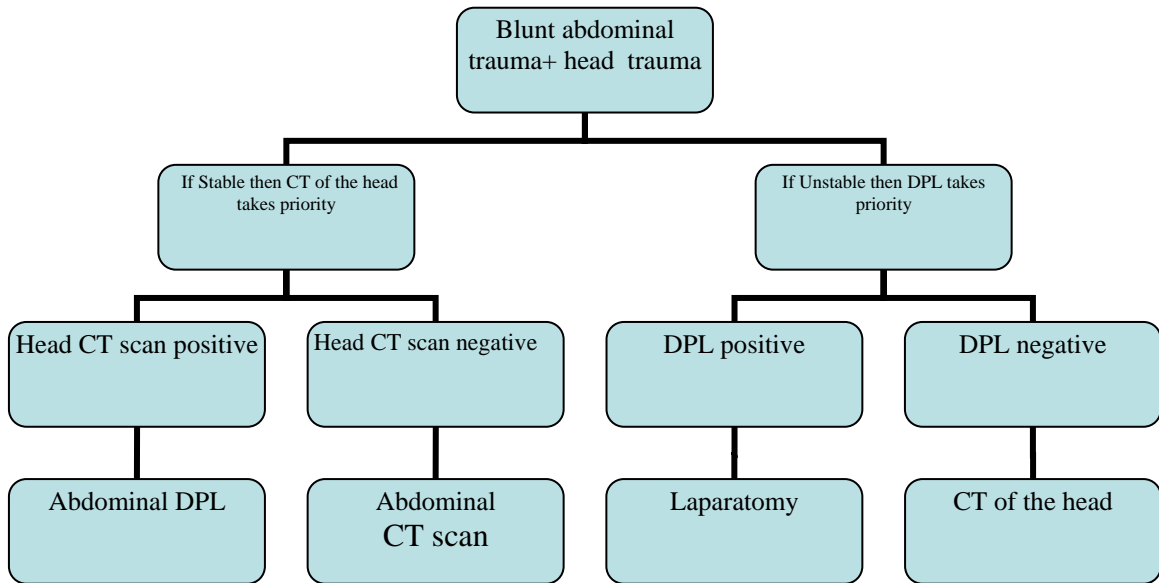 Blunt abdominal
trauma+ head trauma
If Stable then CT of the head
takes priority
If Unstable then DPL takes
priority
Head CT scan positive
Head CT scan negative
DPL positive
DPL negative
Abdominal DPL
Abdominal
CT scan
Laparatomy
CT of the head